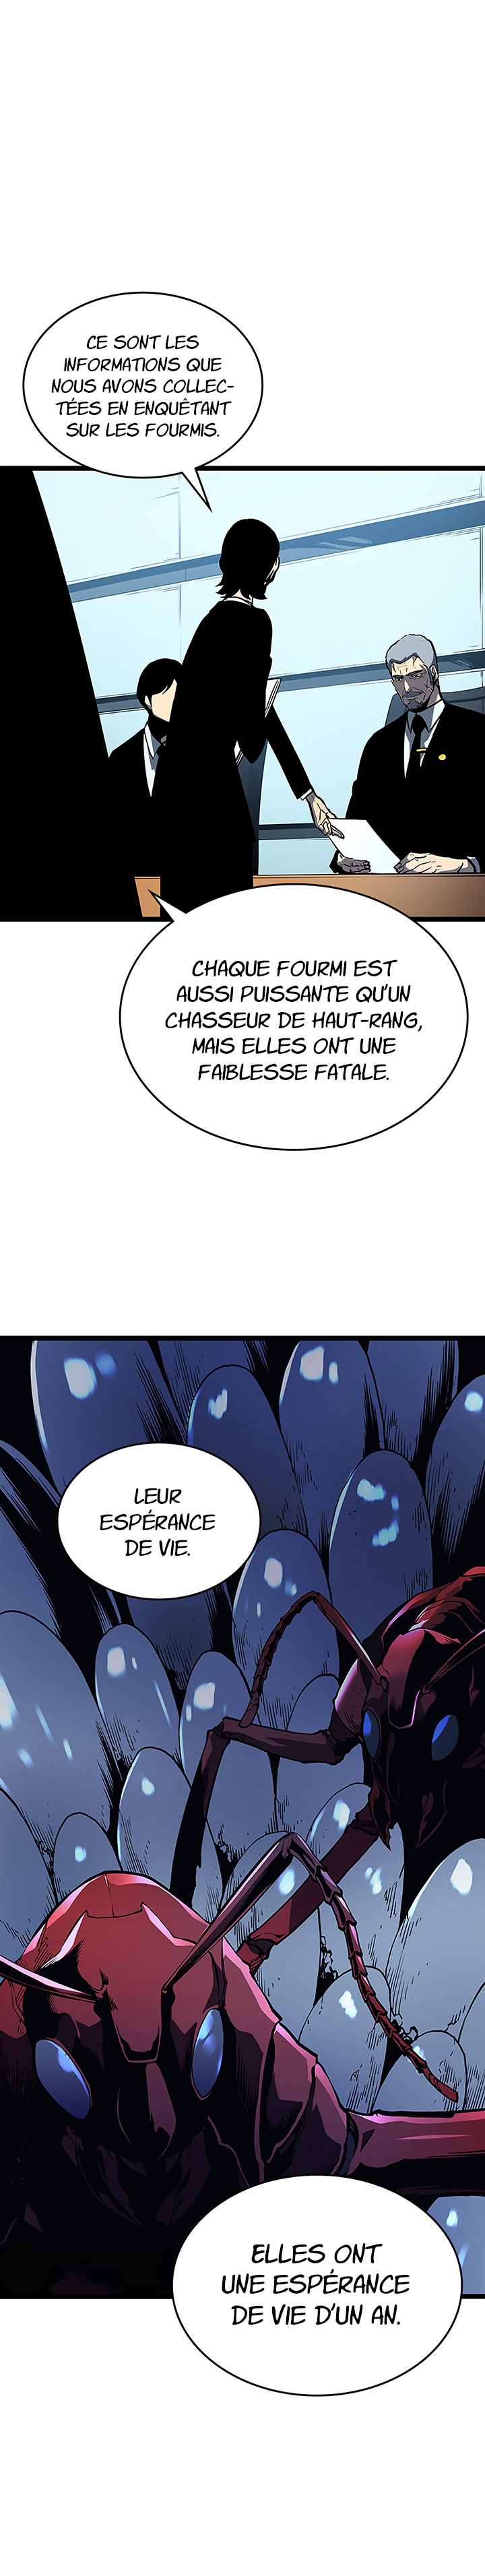 CE SONT LES
INFORMATIONS QUE
NOUS AVONS COLLEC-
TÉES EN ENQUÊTANT
SUR LES FOURMIS.
CHAQUE FOURMI EST
AUSSI PUISSANTE QU'UN
CHASSEUR DE HAUT-RANG,
MAIS ELLES ONT UNE
FAIBLESSE FATALE.
LEUR
ESPÉRANCE
DE VIE.
ELLES ONT
UNE ESPÉRANCE
DE VIE D'UN AN.